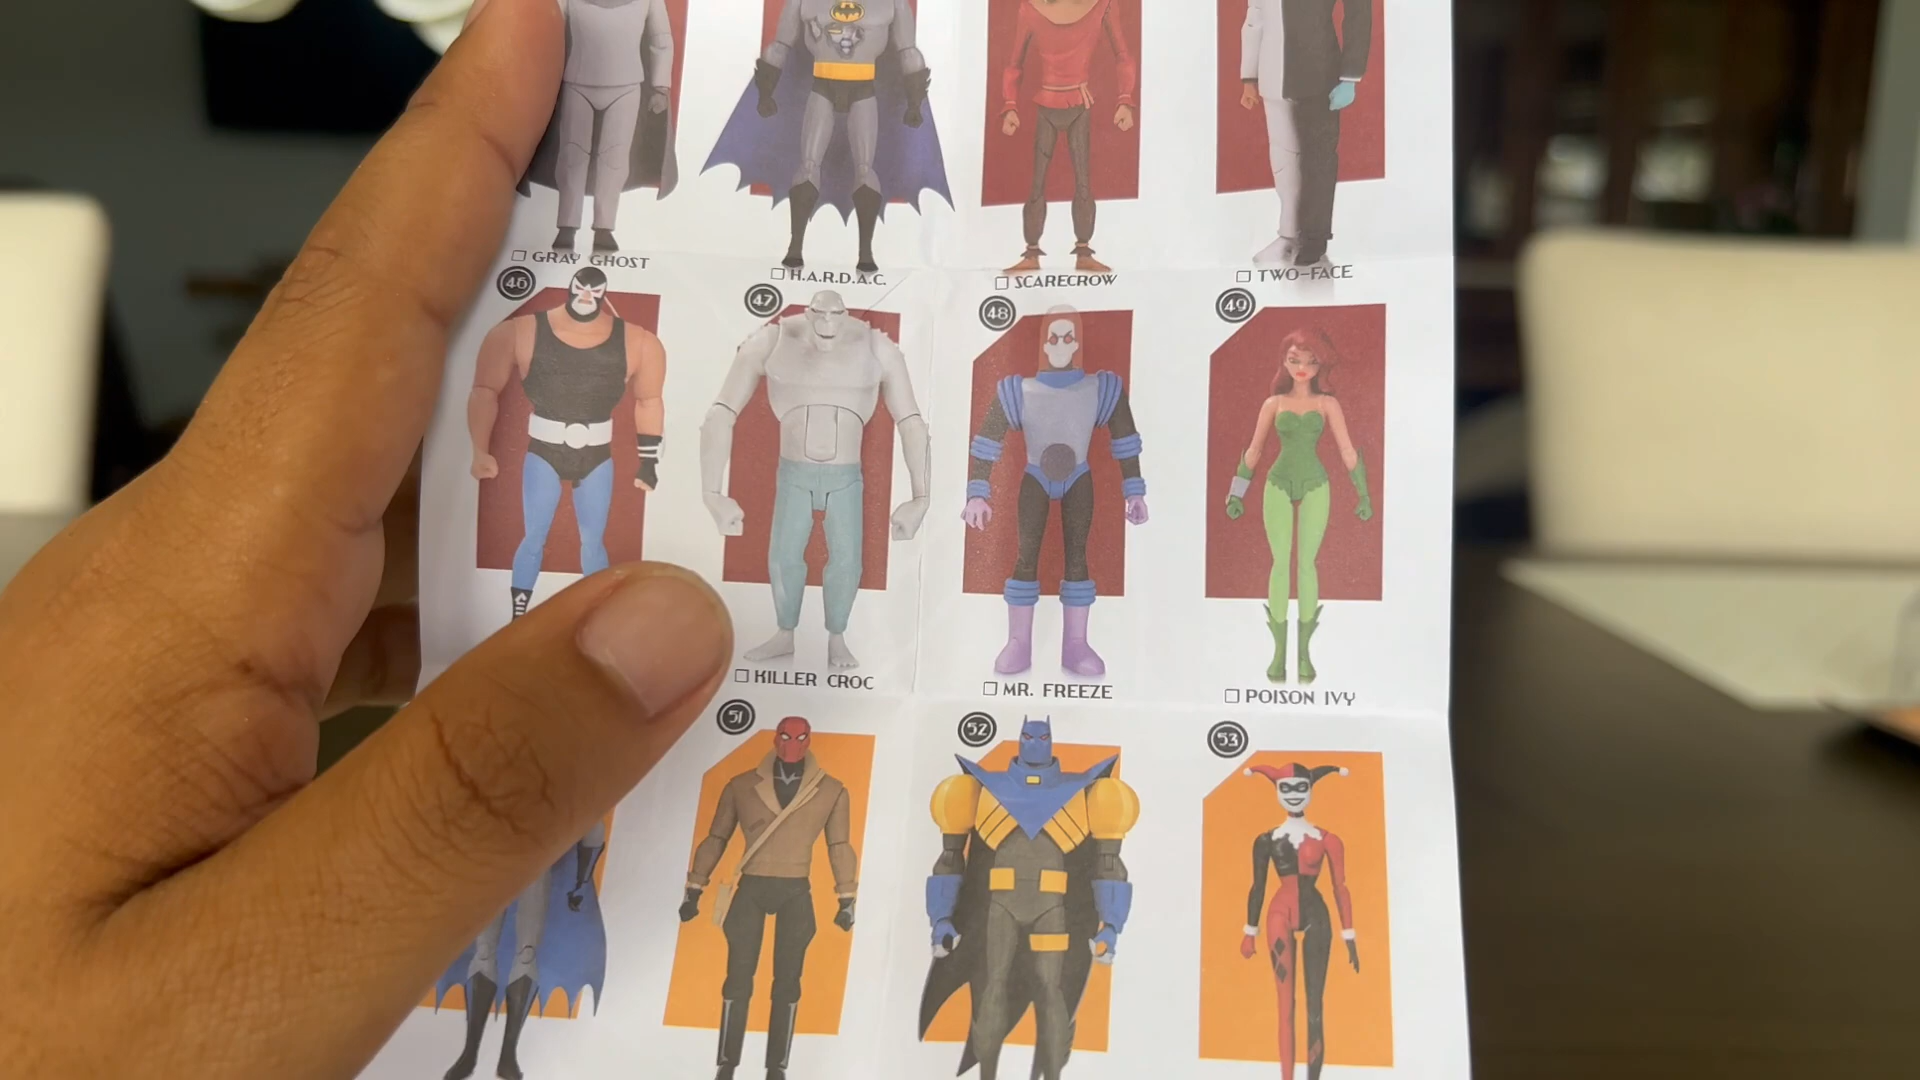 ☐ GRAY GHOST
☐ H.A.R.D.A.C.
☐ SCARECROW
☐ TWO-FACE
46
47
48
49
☐ KILLER CROC
☐ MR. FREEZE
☐ POISON IVY
51
52
53